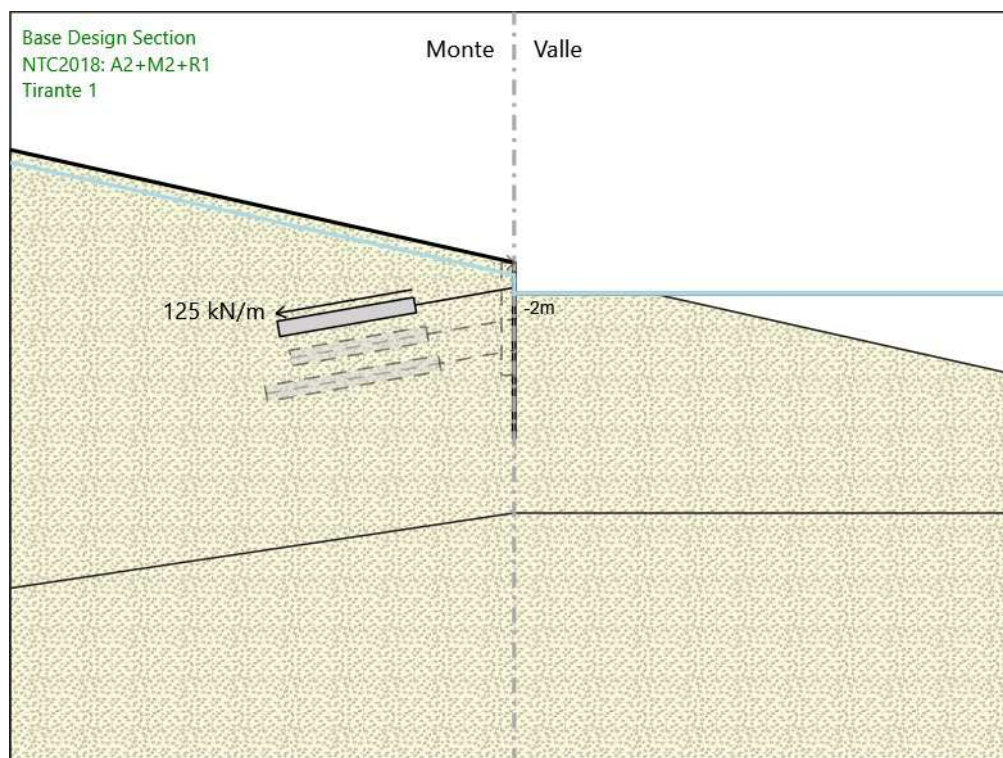 Base Design Section
NTC2018: A2+M2+R1
Tirante 1
Monte
Valle
125 kN/m
-2m